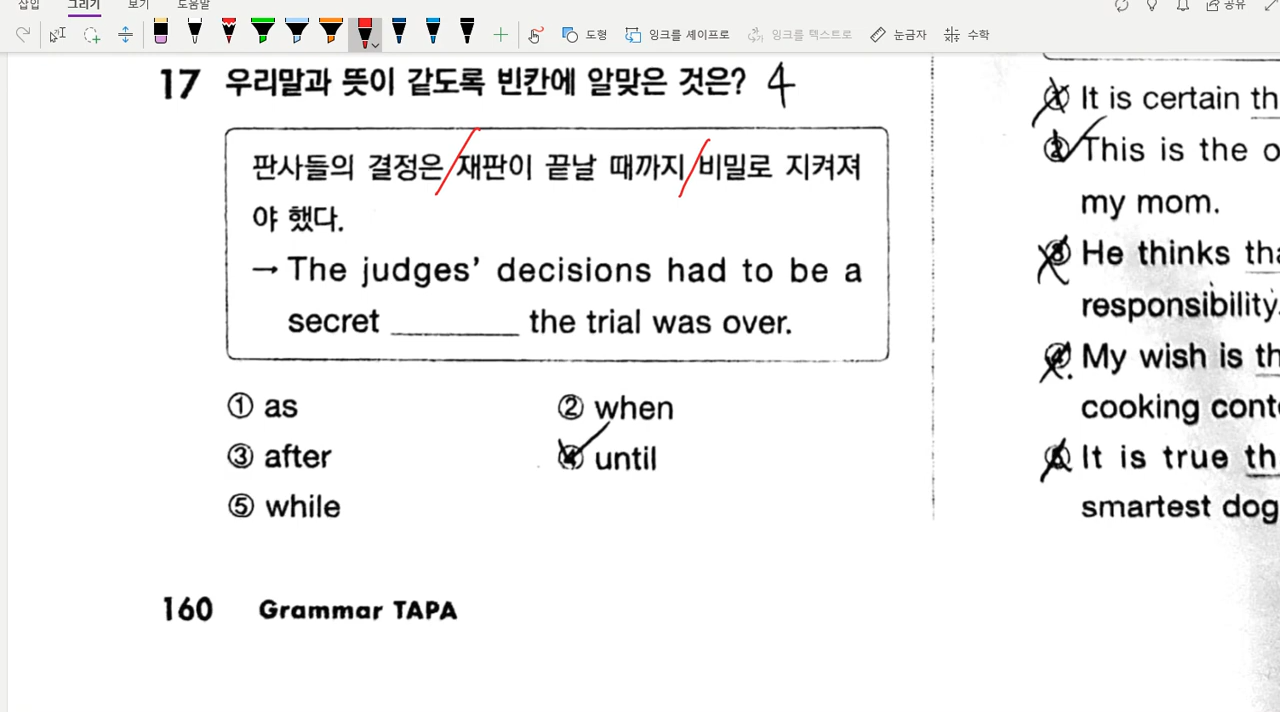 삽입 그리기 보기 도움말 공유
도형 잉크를 셰이프로 잉크를 텍스트로 눈금자 수학
17 우리말과 뜻이 같도록 빈칸에 알맞은 것은? 4
판사들의 결정은 재판이 끝날 때까지 비밀로 지켜져
야 했다.
→ The judges' decisions had to be a
secret ________ the trial was over.
① as ② when
③ after ④ until
⑤ while
160 Grammar TAPA
① It is certain th
② This is the o
my mom.
③ He thinks tha
responsibility.
④ My wish is th
cooking cont
⑤ It is true th
smartest dog